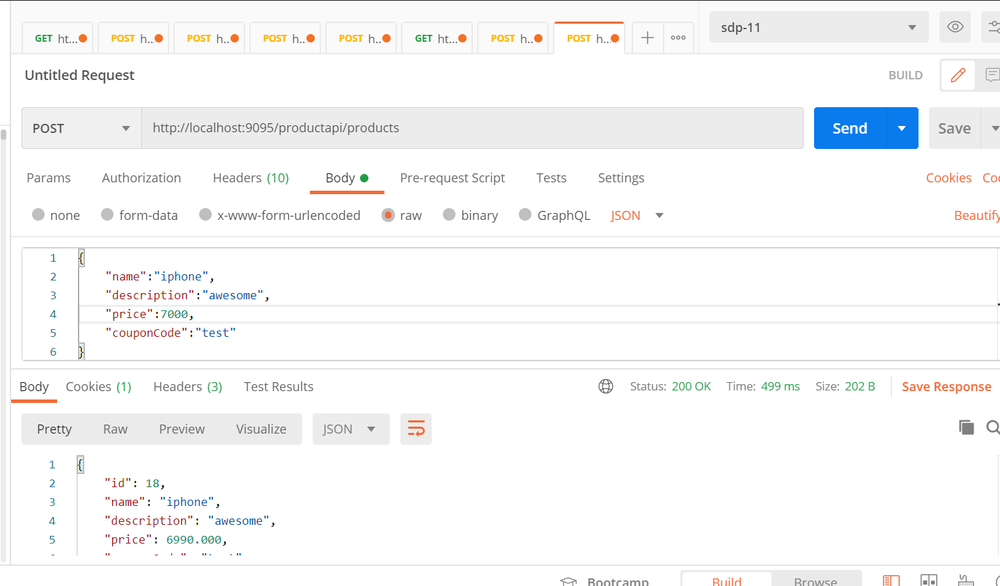 GET ht... POST h.. POST h.. POST h.. POST h.. GET ht... POST h.. POST h.. sdp-11
Untitled Request BUILD
POST http://localhost:9095/productapi/products Send Save
Params Authorization Headers (10) Body Pre-request Script Tests Settings Cookies
none form-data x-www-form-urlencoded raw binary GraphQL JSON Beautify
1 {
2 "name":"iphone",
3 "description":"awesome",
4 "price":7000,
5 "couponCode":"test"
6 }
Body Cookies (1) Headers (3) Test Results Status: 200 OK Time: 499 ms Size: 202 B Save Response
Pretty Raw Preview Visualize JSON
1 {
2 "id": 18,
3 "name": "iphone",
4 "description": "awesome",
5 "price": 6990.000,
Bootcamp Build Browse